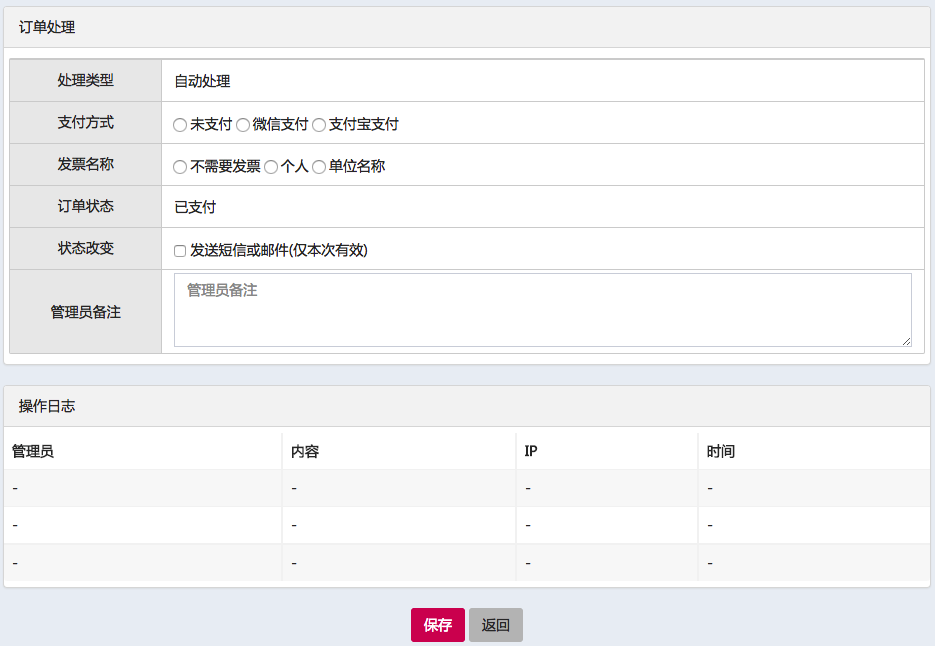 订单处理
处理类型 自动处理
支付方式 未支付 微信支付 支付宝支付
发票名称 不需要发票 个人 单位名称
订单状态 已支付
状态改变 发送短信或邮件(仅本次有效)
管理员备注 管理员备注
操作日志
管理员 内容 IP 时间
- - - -
- - - -
- - - -
保存 返回